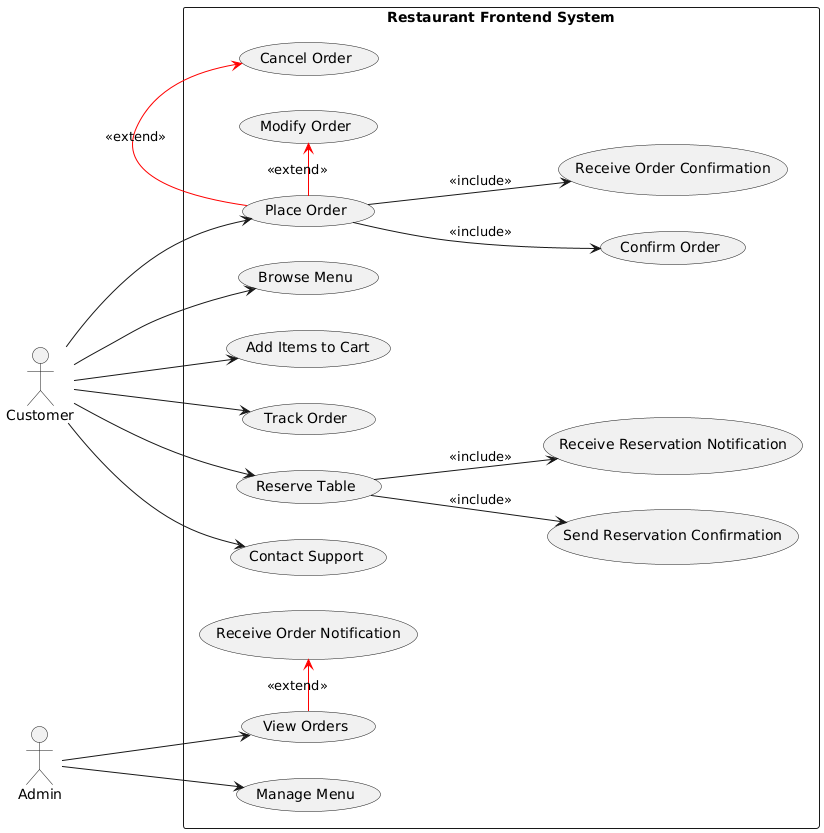 Restaurant Frontend System
Cancel Order
«extend»
Modify Order
«extend»
Receive Order Confirmation
«include»
Place Order
«include»
Confirm Order
Browse Menu
Add Items to Cart
Customer
Track Order
Receive Reservation Notification
«include»
Reserve Table
«include»
Send Reservation Confirmation
Contact Support
Receive Order Notification
«extend»
View Orders
Admin
Manage Menu